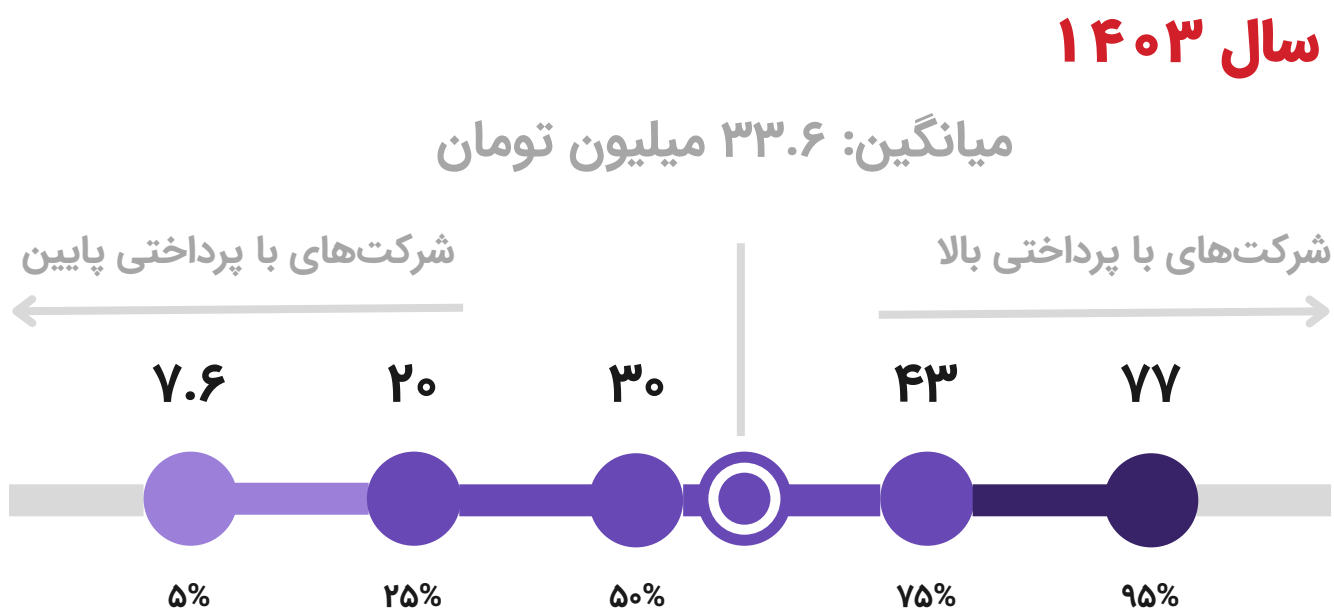 سال ۱۴۰۳
میانگین: ۳۳.۶ میلیون تومان
شرکت‌های با پرداختی بالا
شرکت‌های با پرداختی پایین
۷.۶ ۲۰ ۳۰ ۴۳ ۷۷
۵% ۲۵% ۵۰% ۷۵% ۹۵%